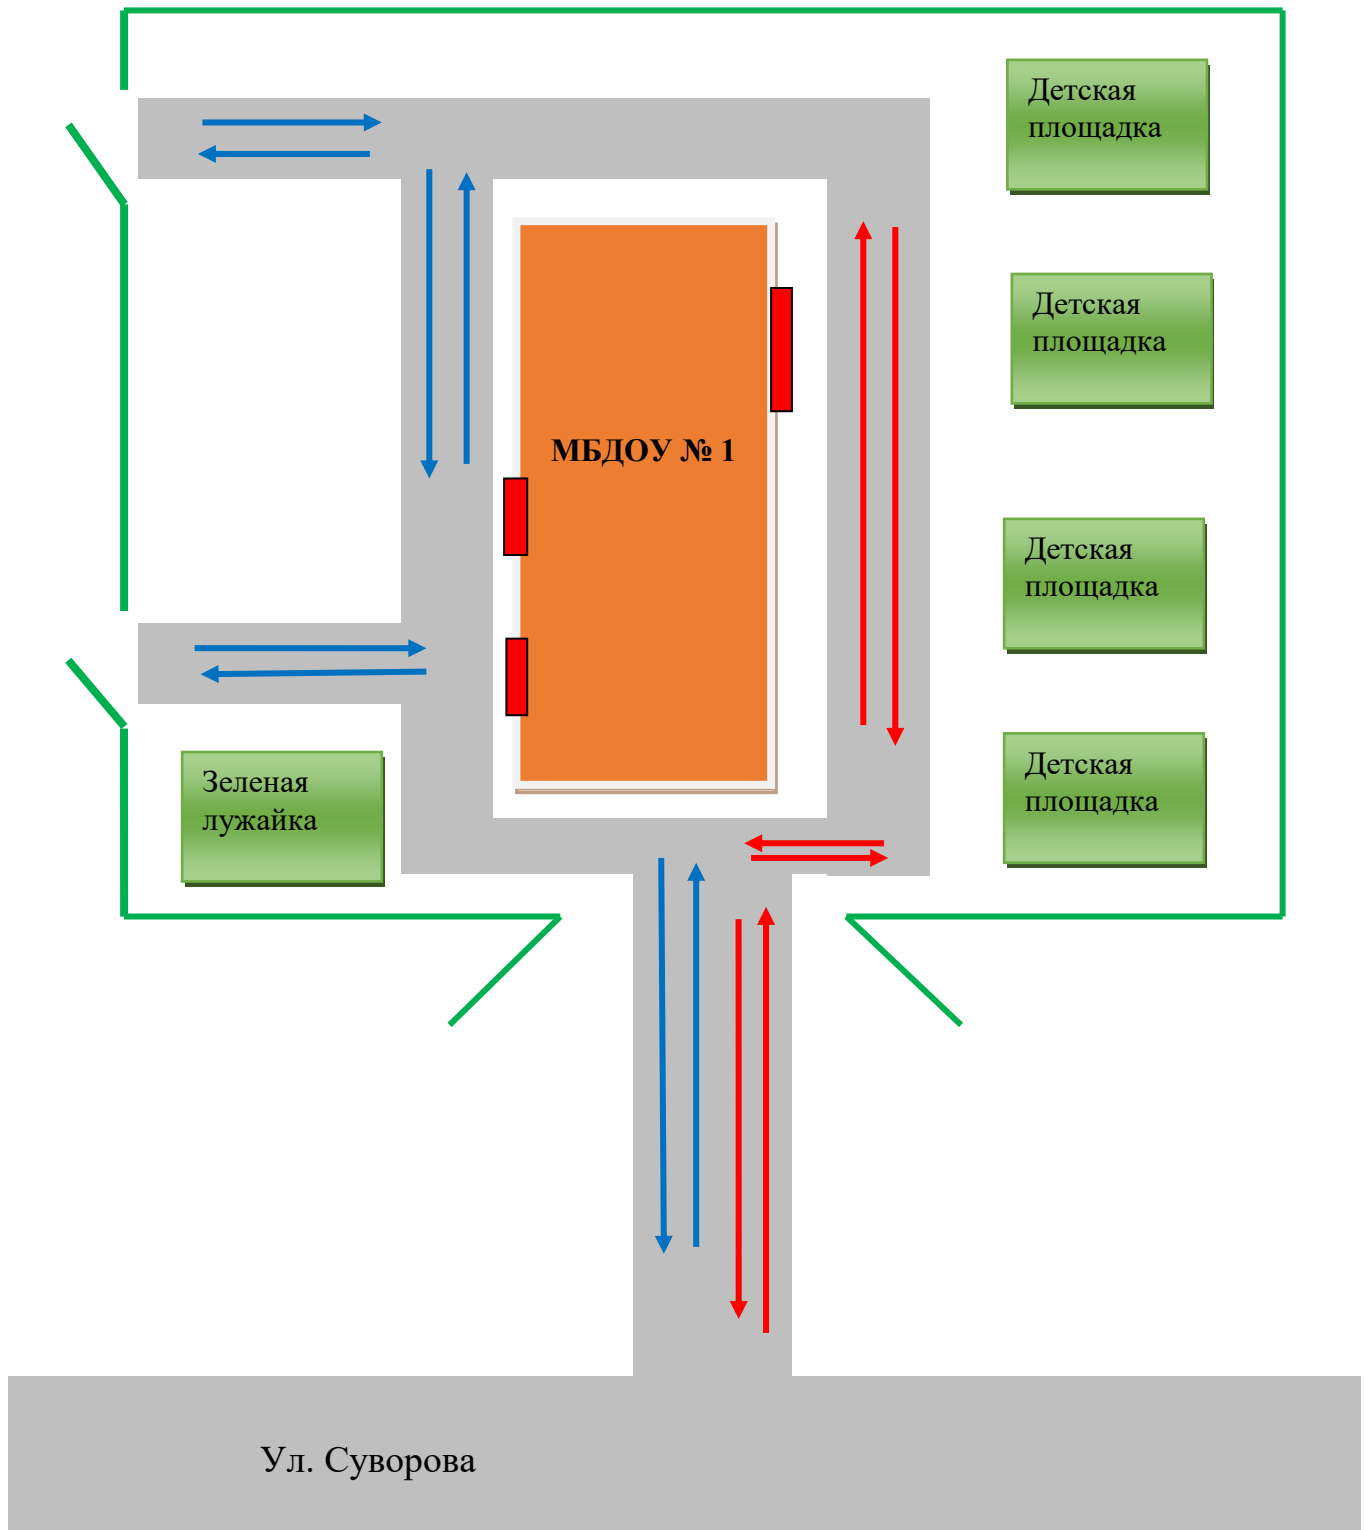 Детская
площадка
Детская
площадка
МБДОУ № 1
Детская
площадка
Детская
площадка
Зеленая
лужайка
Ул. Суворова